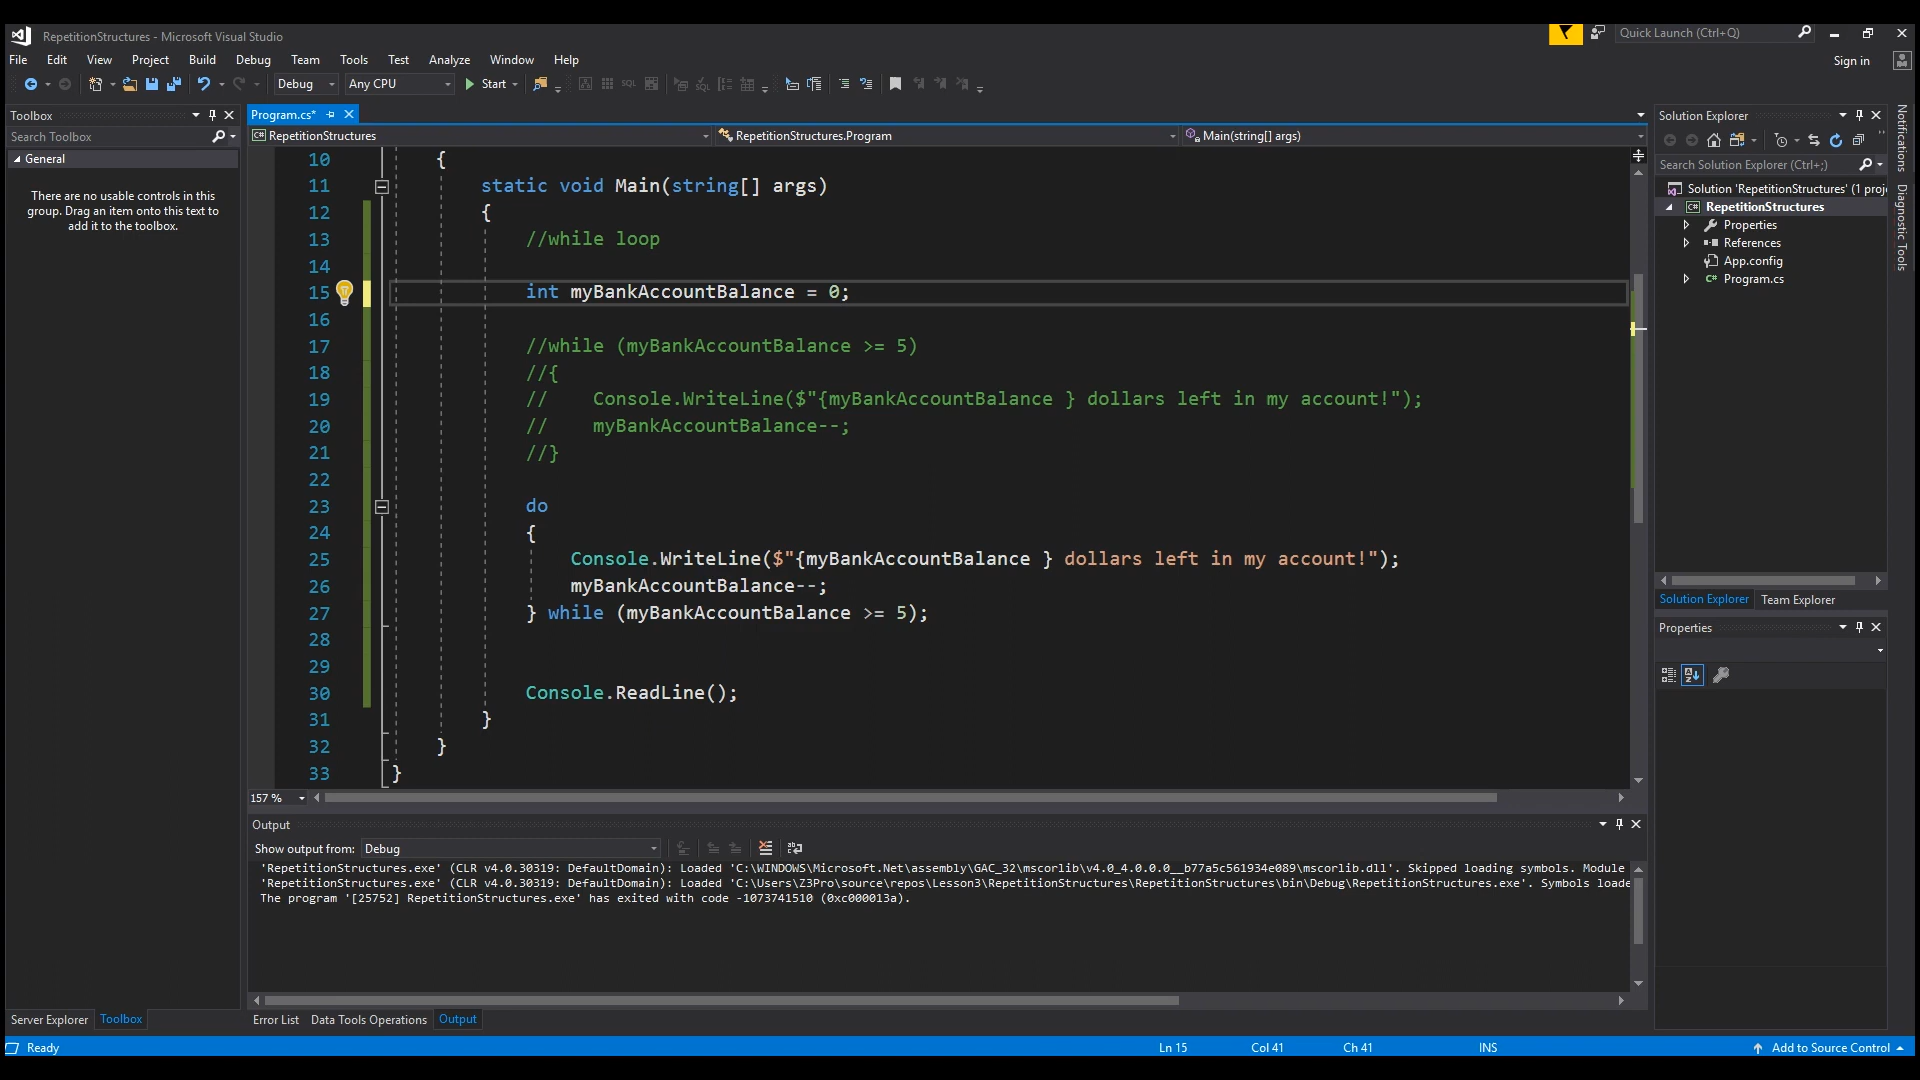 RepetitionStructures - Microsoft Visual Studio
Quick Launch (Ctrl+Q)
File Edit View Project Build Debug Team Tools Test Analyze Window Help
Sign in
Debug Any CPU Start
Toolbox
Search Toolbox
General
There are no usable controls in this
group. Drag an item onto this text to
add it to the toolbox.
Program.cs*
RepetitionStructures RepetitionStructures.Program Main(string[] args)
10 {
11 static void Main(string[] args)
12 {
13 //while loop
14
15 int myBankAccountBalance = 0;
16
17 //while (myBankAccountBalance >= 5)
18 //{
19 // Console.WriteLine($"{myBankAccountBalance } dollars left in my account!");
20 // myBankAccountBalance--;
21 //}
22
23 do
24 {
25 Console.WriteLine($"{myBankAccountBalance } dollars left in my account!");
26 myBankAccountBalance--;
27 } while (myBankAccountBalance >= 5);
28
29
30 Console.ReadLine();
31 }
32 }
33 }
157 %
Output
Show output from: Debug
'RepetitionStructures.exe' (CLR v4.0.30319: DefaultDomain): Loaded 'C:\WINDOWS\Microsoft.Net\assembly\GAC_32\mscorlib\v4.0_4.0.0.0__b77a5c561934e089\mscorlib.dll'. Skipped loading symbols. Module
'RepetitionStructures.exe' (CLR v4.0.30319: DefaultDomain): Loaded 'C:\Users\Z3Pro\source\repos\Lesson3\RepetitionStructures\RepetitionStructures\bin\Debug\RepetitionStructures.exe'. Symbols loade
The program '[25752] RepetitionStructures.exe' has exited with code -1073741510 (0xc000013a).
Server Explorer Toolbox
Error List Data Tools Operations Output
Solution Explorer
Search Solution Explorer (Ctrl+;)
Solution 'RepetitionStructures' (1 proje
C# RepetitionStructures
Properties
References
App.config
C# Program.cs
Solution Explorer Team Explorer
Properties
Notifications
Diagnostic Tools
Ready
Ln 15 Col 41 Ch 41 INS
Add to Source Control